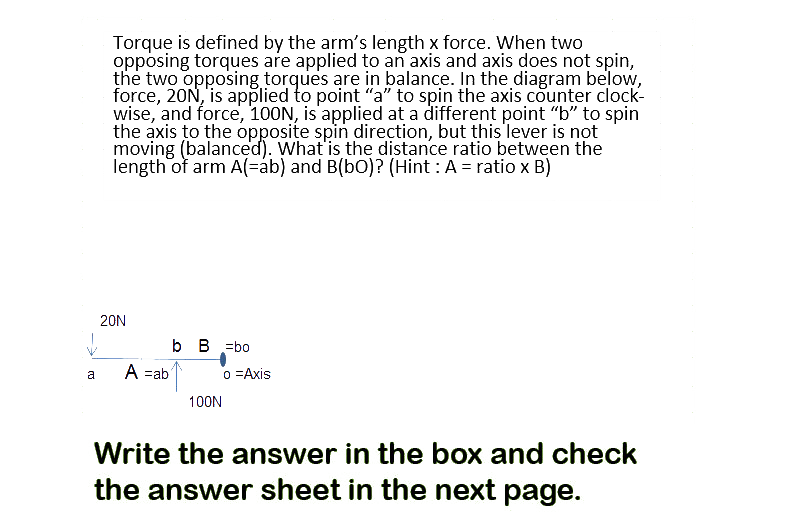 Torque is defined by the arm's length x force. When two
opposing torques are applied to an axis and axis does not spin,
the two opposing torques are in balance. In the diagram below,
force, 20N, is applied to point “a” to spin the axis counter clock-
wise, and force, 100N, is applied at a different point “b” to spin
the axis to the opposite spin direction, but this lever is not
moving (balanced). What is the distance ratio between the
length of arm A(=ab) and B(bO)? (Hint : A = ratio x B)
20N
b B =bo
a A =ab o =Axis
100N
Write the answer in the box and check
the answer sheet in the next page.